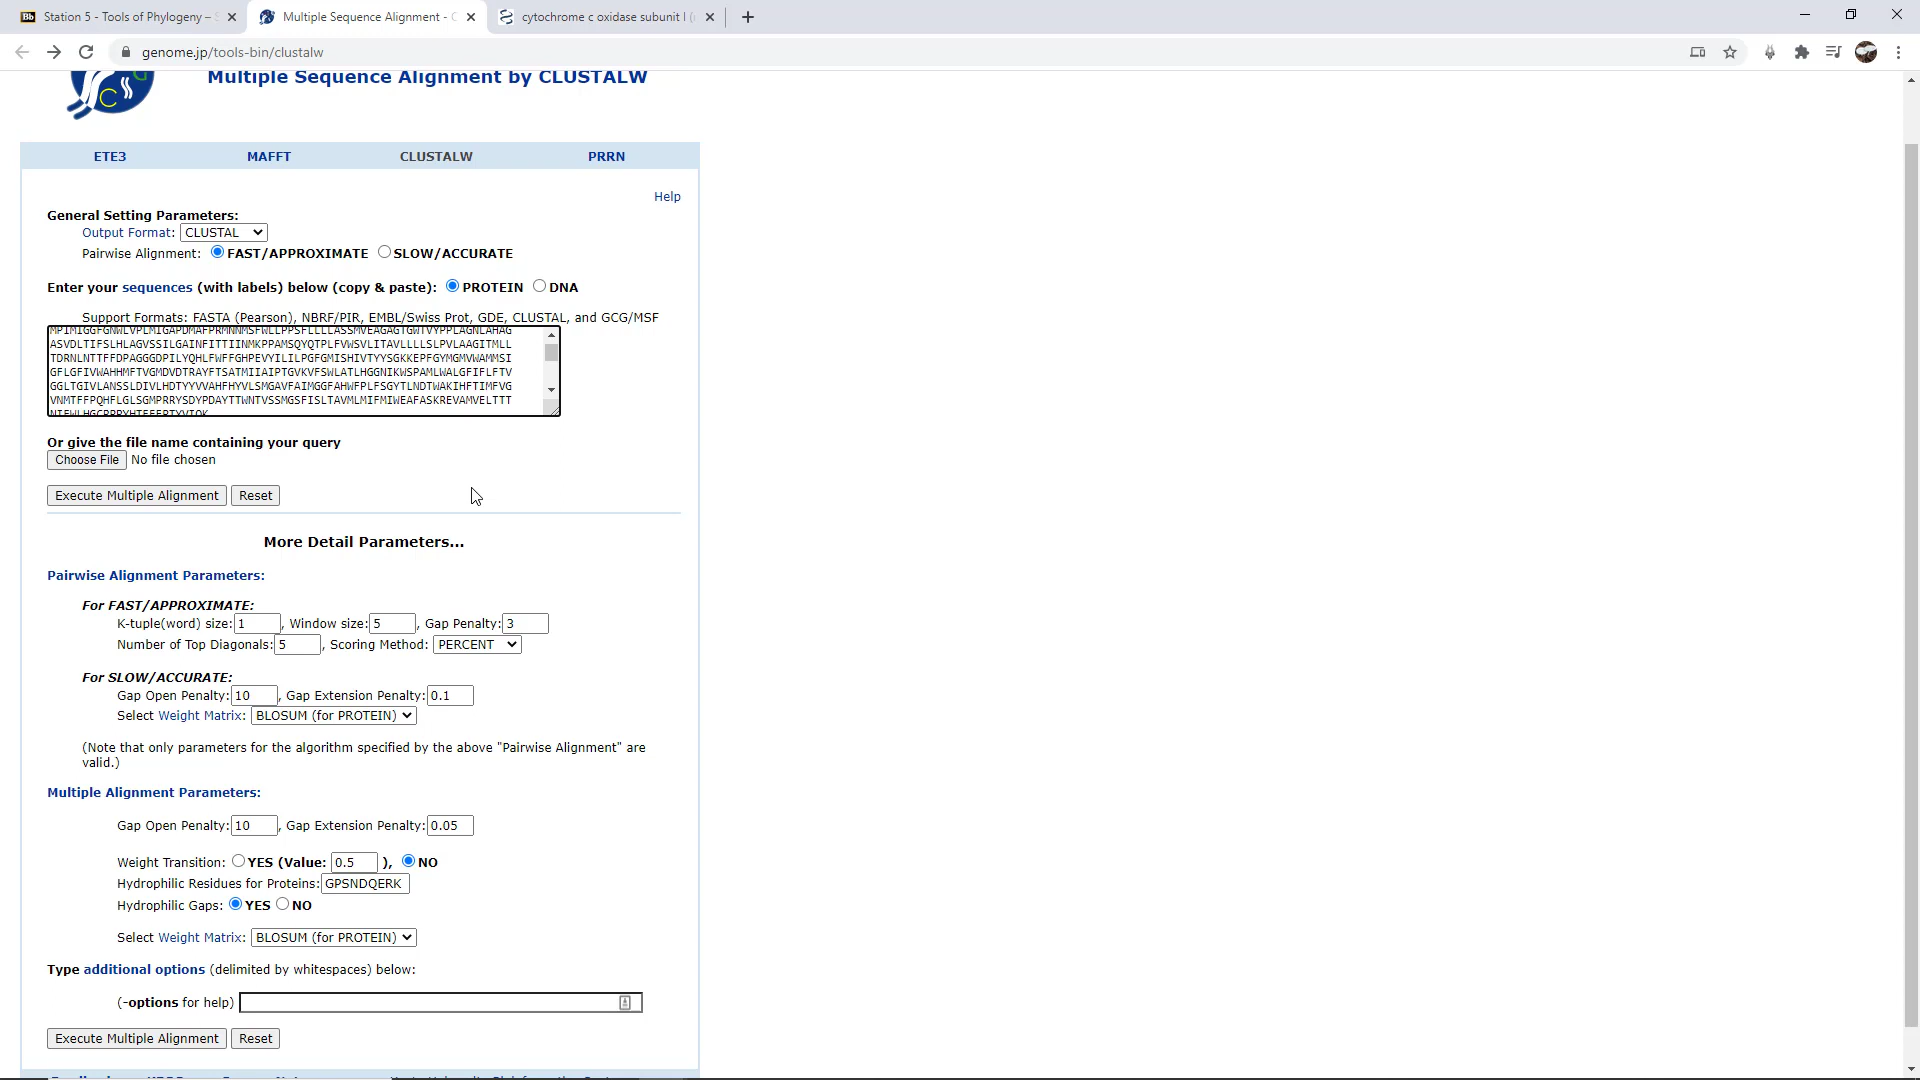 Station 5 - Tools of Phylogeny – S
Multiple Sequence Alignment - C
cytochrome c oxidase subunit I (
genome.jp/tools-bin/clustalw
Multiple Sequence Alignment by CLUSTALW
ETE3 MAFFT CLUSTALW PRRN
Help
General Setting Parameters:
Output Format: CLUSTAL
Pairwise Alignment: FAST/APPROXIMATE SLOW/ACCURATE
Enter your sequences (with labels) below (copy & paste): PROTEIN DNA
Support Formats: FASTA (Pearson), NBRF/PIR, EMBL/Swiss Prot, GDE, CLUSTAL, and GCG/MSF
MPIMIGGFGNWLVPLMIGAPDMAFPRMNNMSFWLLPPSFLLLLASSMVEAGAGTGWTVYPPLAGNLAHAG
ASVDLTIFSLHLAGVSSILGAINFITTIINMKPPAMSQYQTPLFVWSVLITAVLLLLSLPVLAAGITMLL
TDRNLNTTFFDPAGGGDPILYQHLFWFFGHPEVYILILPGFGMISHIVTYYSGKKEPFGYMGMVWAMMSI
GFLGFIVWAHHMFTVGMDVDTRAYFTSATMIIAIPTGVKVFSWLATLHGGNIKWSPAMLWALGFIFLFTV
GGLTGIVLANSSLDIVLHDTYYVVAHFHYVLSMGAVFAIMGGFAHWFPLFSGYTLNDTWAKIHFTIMFVG
VNMTFFPQHFLGLSGMPRRYSDYPDAYTTWNTVSSMGSFISLTAVMLMIFMIWEAFASKREVAMVELTTT
Or give the file name containing your query
Choose File No file chosen
Execute Multiple Alignment Reset
More Detail Parameters...
Pairwise Alignment Parameters:
For FAST/APPROXIMATE:
K-tuple(word) size: 1 , Window size: 5 , Gap Penalty: 3
Number of Top Diagonals: 5 , Scoring Method: PERCENT
For SLOW/ACCURATE:
Gap Open Penalty: 10 , Gap Extension Penalty: 0.1
Select Weight Matrix: BLOSUM (for PROTEIN)
(Note that only parameters for the algorithm specified by the above "Pairwise Alignment" are
valid.)
Multiple Alignment Parameters:
Gap Open Penalty: 10 , Gap Extension Penalty: 0.05
Weight Transition: YES (Value: 0.5 ), NO
Hydrophilic Residues for Proteins: GPSNDQERK
Hydrophilic Gaps: YES NO
Select Weight Matrix: BLOSUM (for PROTEIN)
Type additional options (delimited by whitespaces) below:
(-options for help)
Execute Multiple Alignment Reset